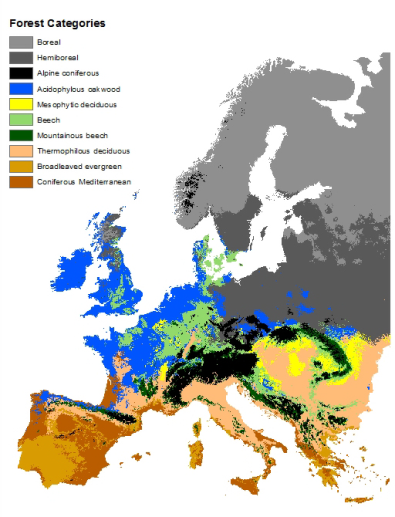 Forest Categories
Boreal
Hemiboreal
Alpine coniferous
Acidophylous oakwood
Mesophytic deciduous
Beech
Mountainous beech
Thermophilous deciduous
Broadleaved evergreen
Coniferous Mediterranean